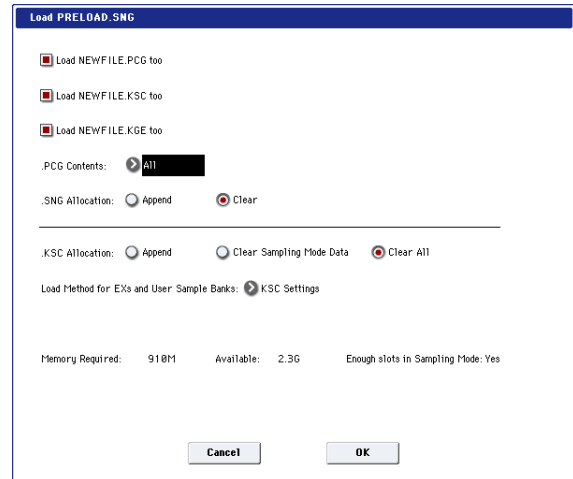 Load PRELOAD.SNG
Load NEWFILE.PCG too
Load NEWFILE.KSC too
Load NEWFILE.KGE too
.PCG Contents: All
.SNG Allocation: Append Clear
.KSC Allocation: Append Clear Sampling Mode Data Clear All
Load Method for EXs and User Sample Banks: KSC Settings
Memory Required: 910M Available: 2.3G Enough slots in Sampling Mode: Yes
Cancel OK